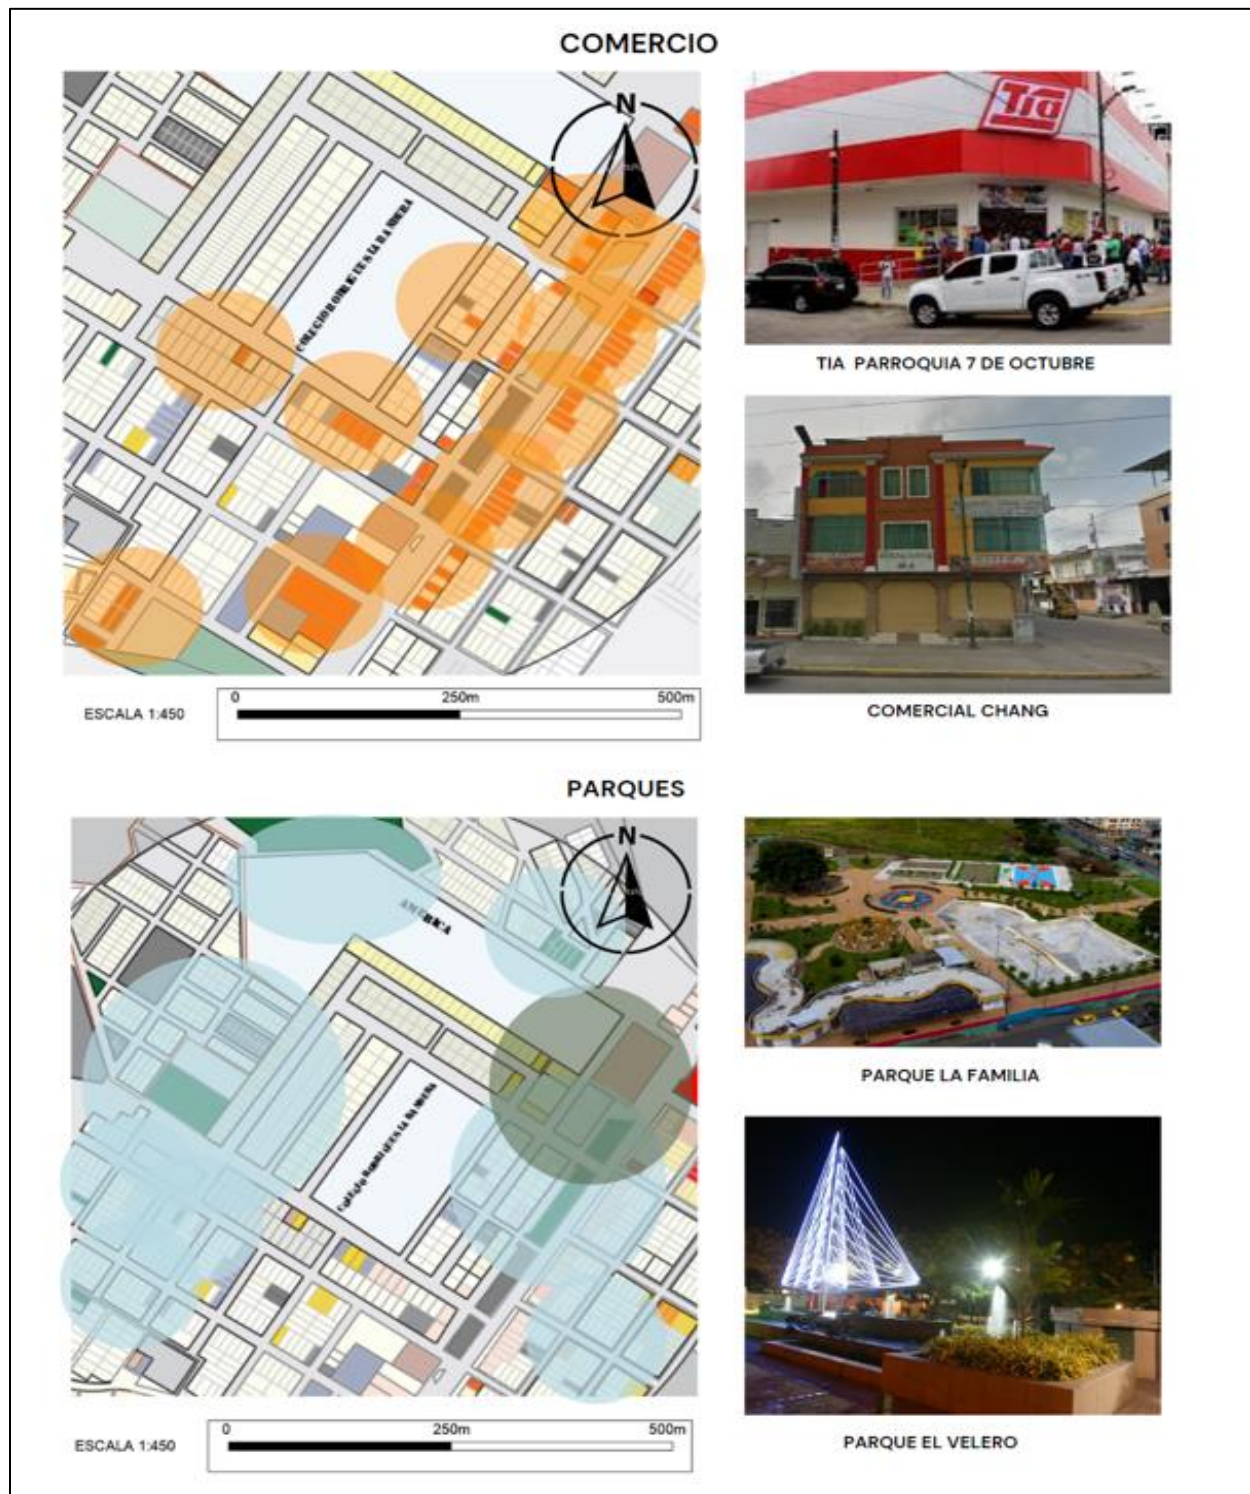 COMERCIO
N
Tia
TIA PARROQUIA 7 DE OCTUBRE
COMERCIAL CHANG
0 250m 500m
ESCALA 1:450
PARQUES
N
AMERICA
PARQUE LA FAMILIA
PARQUE EL VELERO
0 250m 500m
ESCALA 1:450